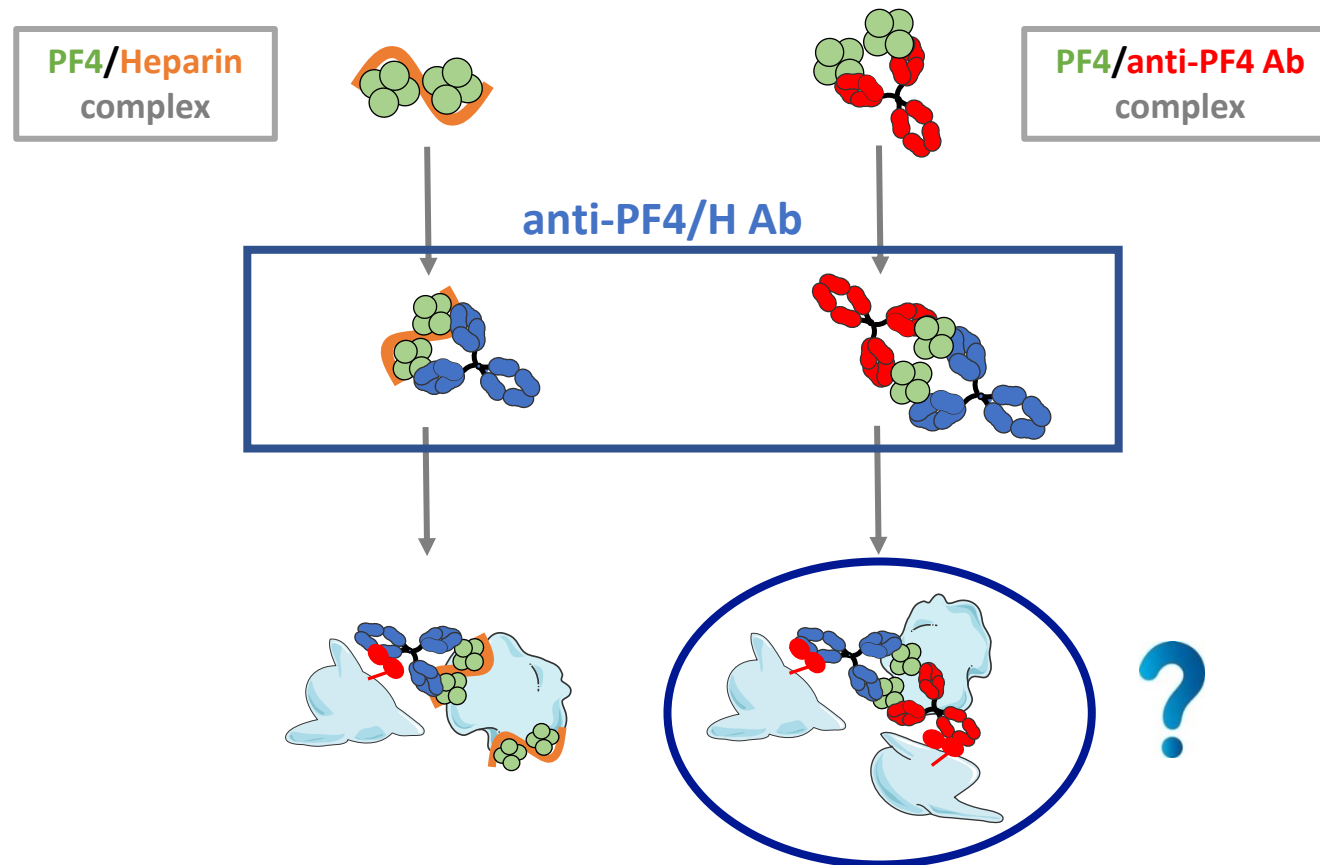 PF4/Heparin
complex
PF4/anti-PF4 Ab
complex
anti-PF4/H Ab
?